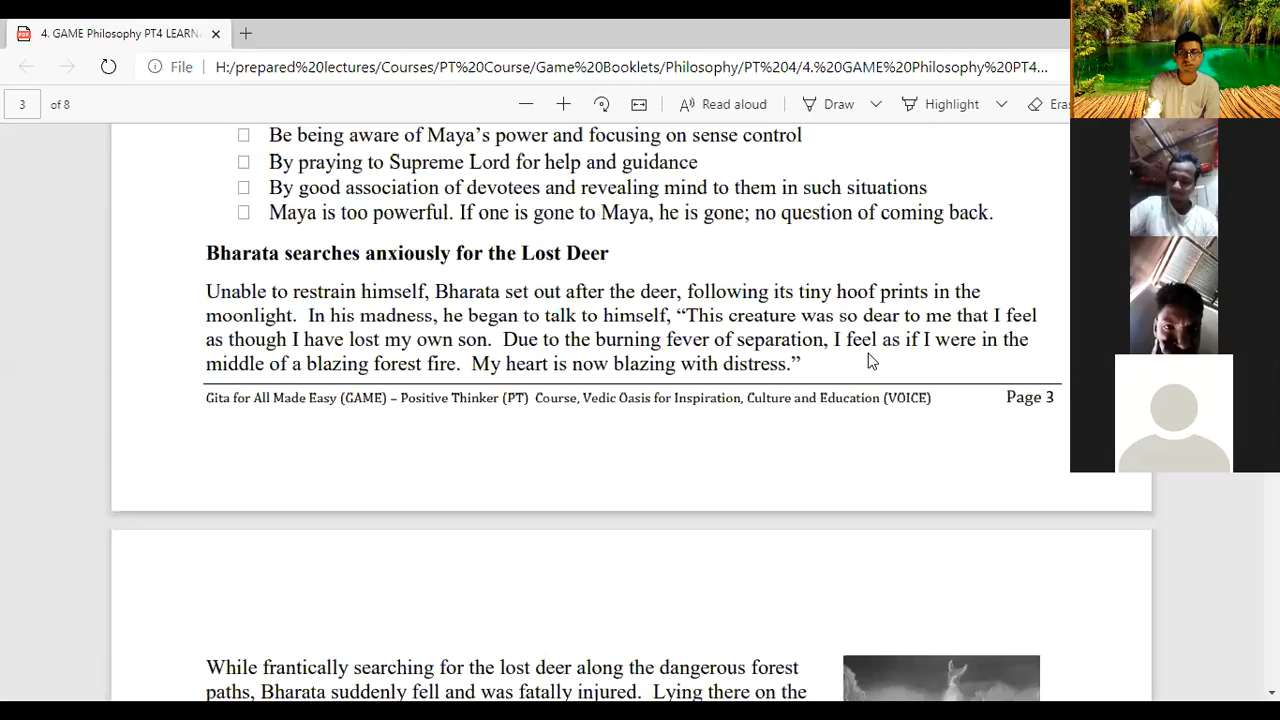 4. GAME Philosophy PT4 LEARN
File
H:/prepared%20lectures/Courses/PT%20Course/Game%20Booklets/Philosophy/PT%204/4.%20GAME%20Philosophy%20PT4...
3 of 8
Read aloud
Draw
Highlight
Eras
Be being aware of Maya's power and focusing on sense control
By praying to Supreme Lord for help and guidance
By good association of devotees and revealing mind to them in such situations
Maya is too powerful. If one is gone to Maya, he is gone; no question of coming back.
Bharata searches anxiously for the Lost Deer
Unable to restrain himself, Bharata set out after the deer, following its tiny hoof prints in the
moonlight. In his madness, he began to talk to himself, “This creature was so dear to me that I feel
as though I have lost my own son. Due to the burning fever of separation, I feel as if I were in the
middle of a blazing forest fire. My heart is now blazing with distress.”
Gita for All Made Easy (GAME) – Positive Thinker (PT) Course, Vedic Oasis for Inspiration, Culture and Education (VOICE) Page 3
While frantically searching for the lost deer along the dangerous forest
paths, Bharata suddenly fell and was fatally injured. Lying there on the